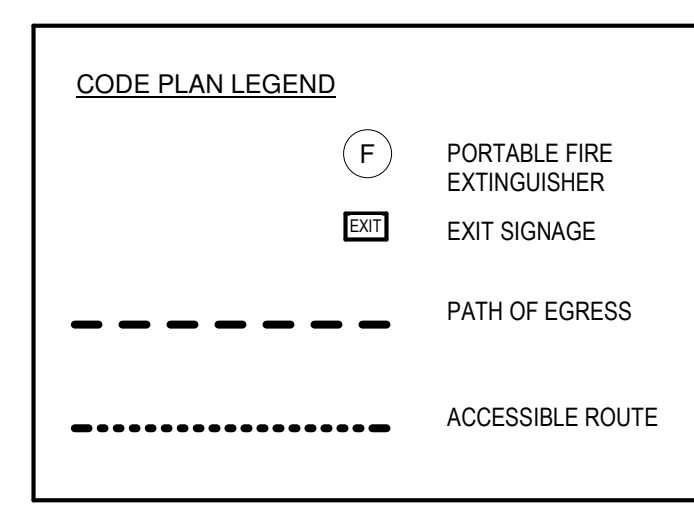 CODE PLAN LEGEND
F
PORTABLE FIRE
EXTINGUISHER
EXIT
EXIT SIGNAGE
PATH OF EGRESS
ACCESSIBLE ROUTE